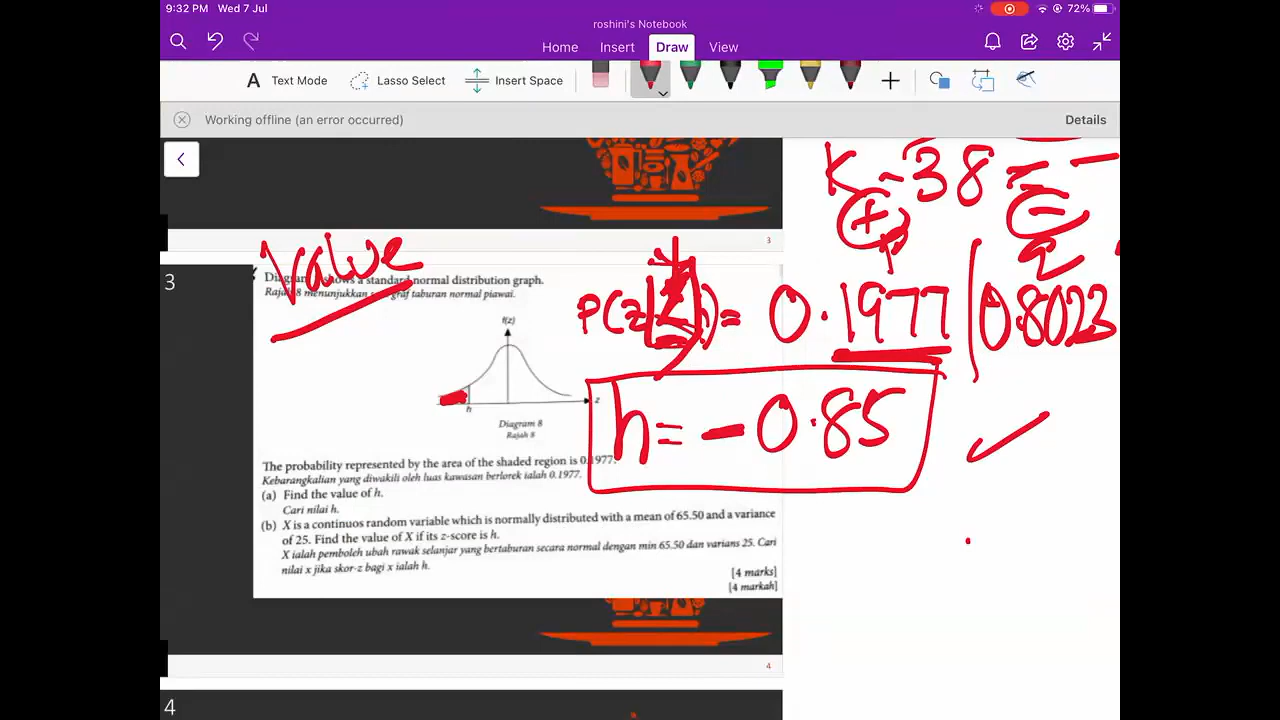 9:32 PM Wed 7 Jul
72%
roshini's Notebook
Home Insert Draw View
A Text Mode Lasso Select Insert Space
Working offline (an error occurred) Details
3
K - 38 = -
+
3
Value
shows a standard normal distribution graph.
Rajah 8 menunjukkan graf taburan normal piawai.
P(z h) = 0.1977 0.8023
f(z)
h
z
Diagram 8
Rajah 8
h = -0.85
The probability represented by the area of the shaded region is 0.1977.
Kebarangkalian yang diwakili oleh luas kawasan berlorek ialah 0.1977.
(a) Find the value of h.
Cari nilai h.
(b) X is a continuos random variable which is normally distributed with a mean of 65.50 and a variance
of 25. Find the value of X if its z-score is h.
X ialah pemboleh ubah rawak selanjar yang bertaburan secara normal dengan min 65.50 dan varians 25. Cari
nilai x jika skor-z bagi x ialah h.
[4 marks]
[4 markah]
4
4